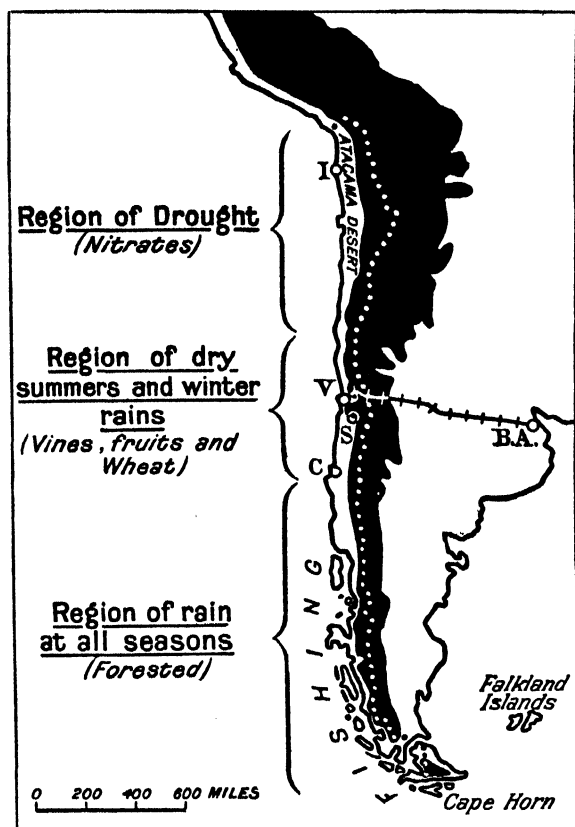 ATACAMA DESERT
I
Region of Drought
(Nitrates)
Region of dry
summers and winter
rains
(Vines, fruits and
Wheat)
V
S
B.A.
C
Region of rain
at all seasons
(Forested)
FISHING
Falkland
Islands
Cape Horn
0 200 400 600 MILES